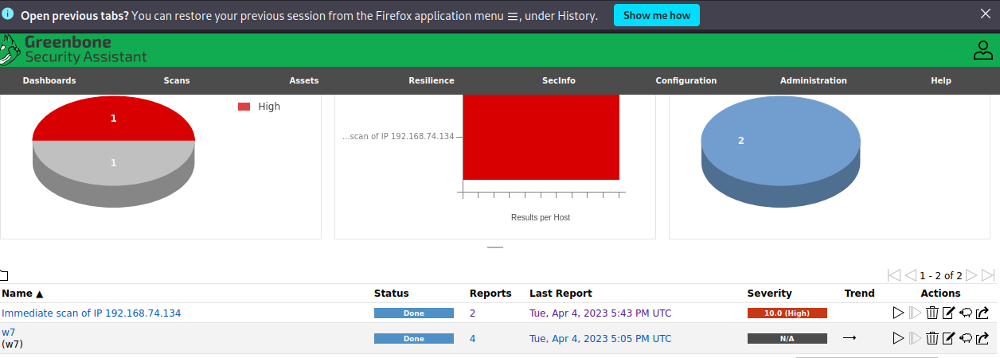 Open previous tabs? You can restore your previous session from the Firefox application menu ☰, under History. Show me how
Greenbone
Security Assistant
Dashboards Scans Assets Resilience SecInfo Configuration Administration Help
1
1
High
...scan of IP 192.168.74.134
Results per Host
2
1 - 2 of 2
Name ▲ Status Reports Last Report Severity Trend Actions
Immediate scan of IP 192.168.74.134 Done 2 Tue, Apr 4, 2023 5:43 PM UTC 10.0 (High)
w7
(w7) Done 4 Tue, Apr 4, 2023 5:05 PM UTC N/A